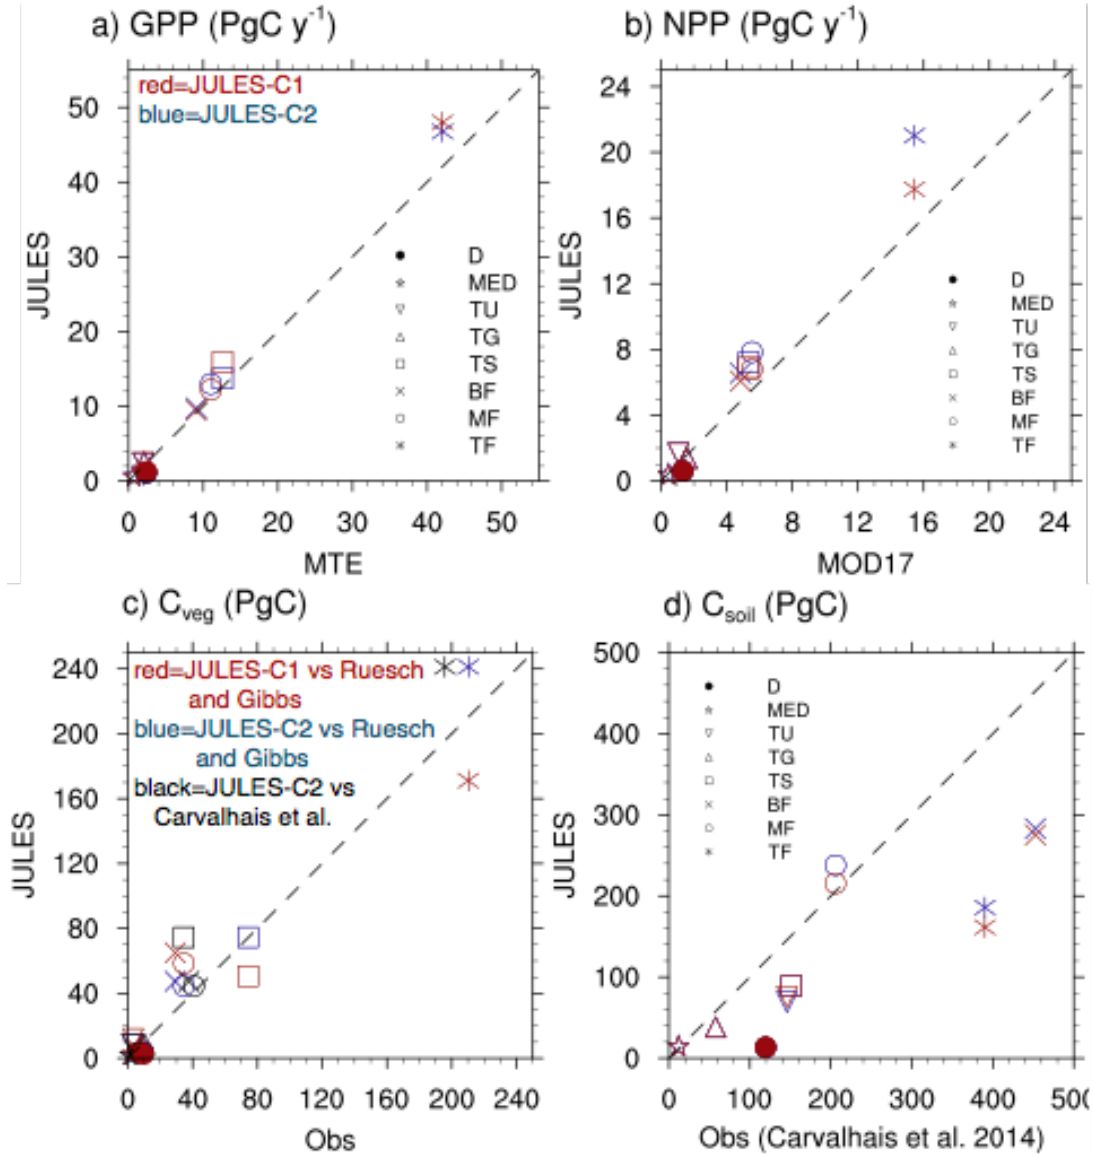 a) GPP (PgC y⁻¹)
red=JULES-C1
blue=JULES-C2
50
40
30
20
10
0
JULES
D
MED
TU
TG
TS
BF
MF
TF
0 10 20 30 40 50
MTE
b) NPP (PgC y⁻¹)
24
20
16
12
8
4
0
JULES
D
MED
TU
TG
TS
BF
MF
TF
0 4 8 12 16 20 24
MOD17
c) Cveg (PgC)
red=JULES-C1 vs Ruesch
and Gibbs
blue=JULES-C2 vs Ruesch
and Gibbs
black=JULES-C2 vs
Carvalhais et al.
240
200
160
120
80
40
0
JULES
0 40 80 120 160 200 240
Obs
d) Csoil (PgC)
500
400
300
200
100
0
JULES
D
MED
TU
TG
TS
BF
MF
TF
0 100 200 300 400 500
Obs (Carvalhais et al. 2014)